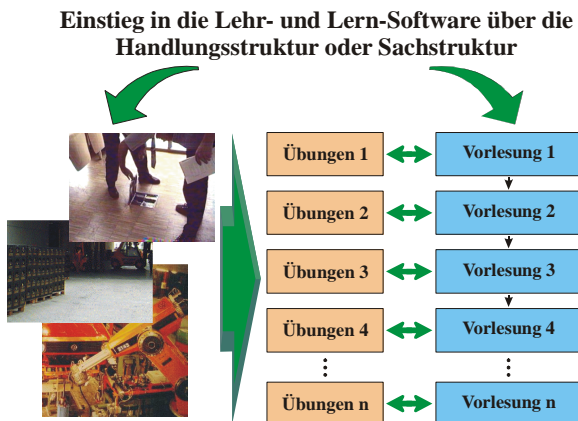 Einstieg in die Lehr- und Lern-Software über die
Handlungsstruktur oder Sachstruktur
Übungen 1
Vorlesung 1
Übungen 2
Vorlesung 2
Übungen 3
Vorlesung 3
Übungen 4
Vorlesung 4
Übungen n
Vorlesung n